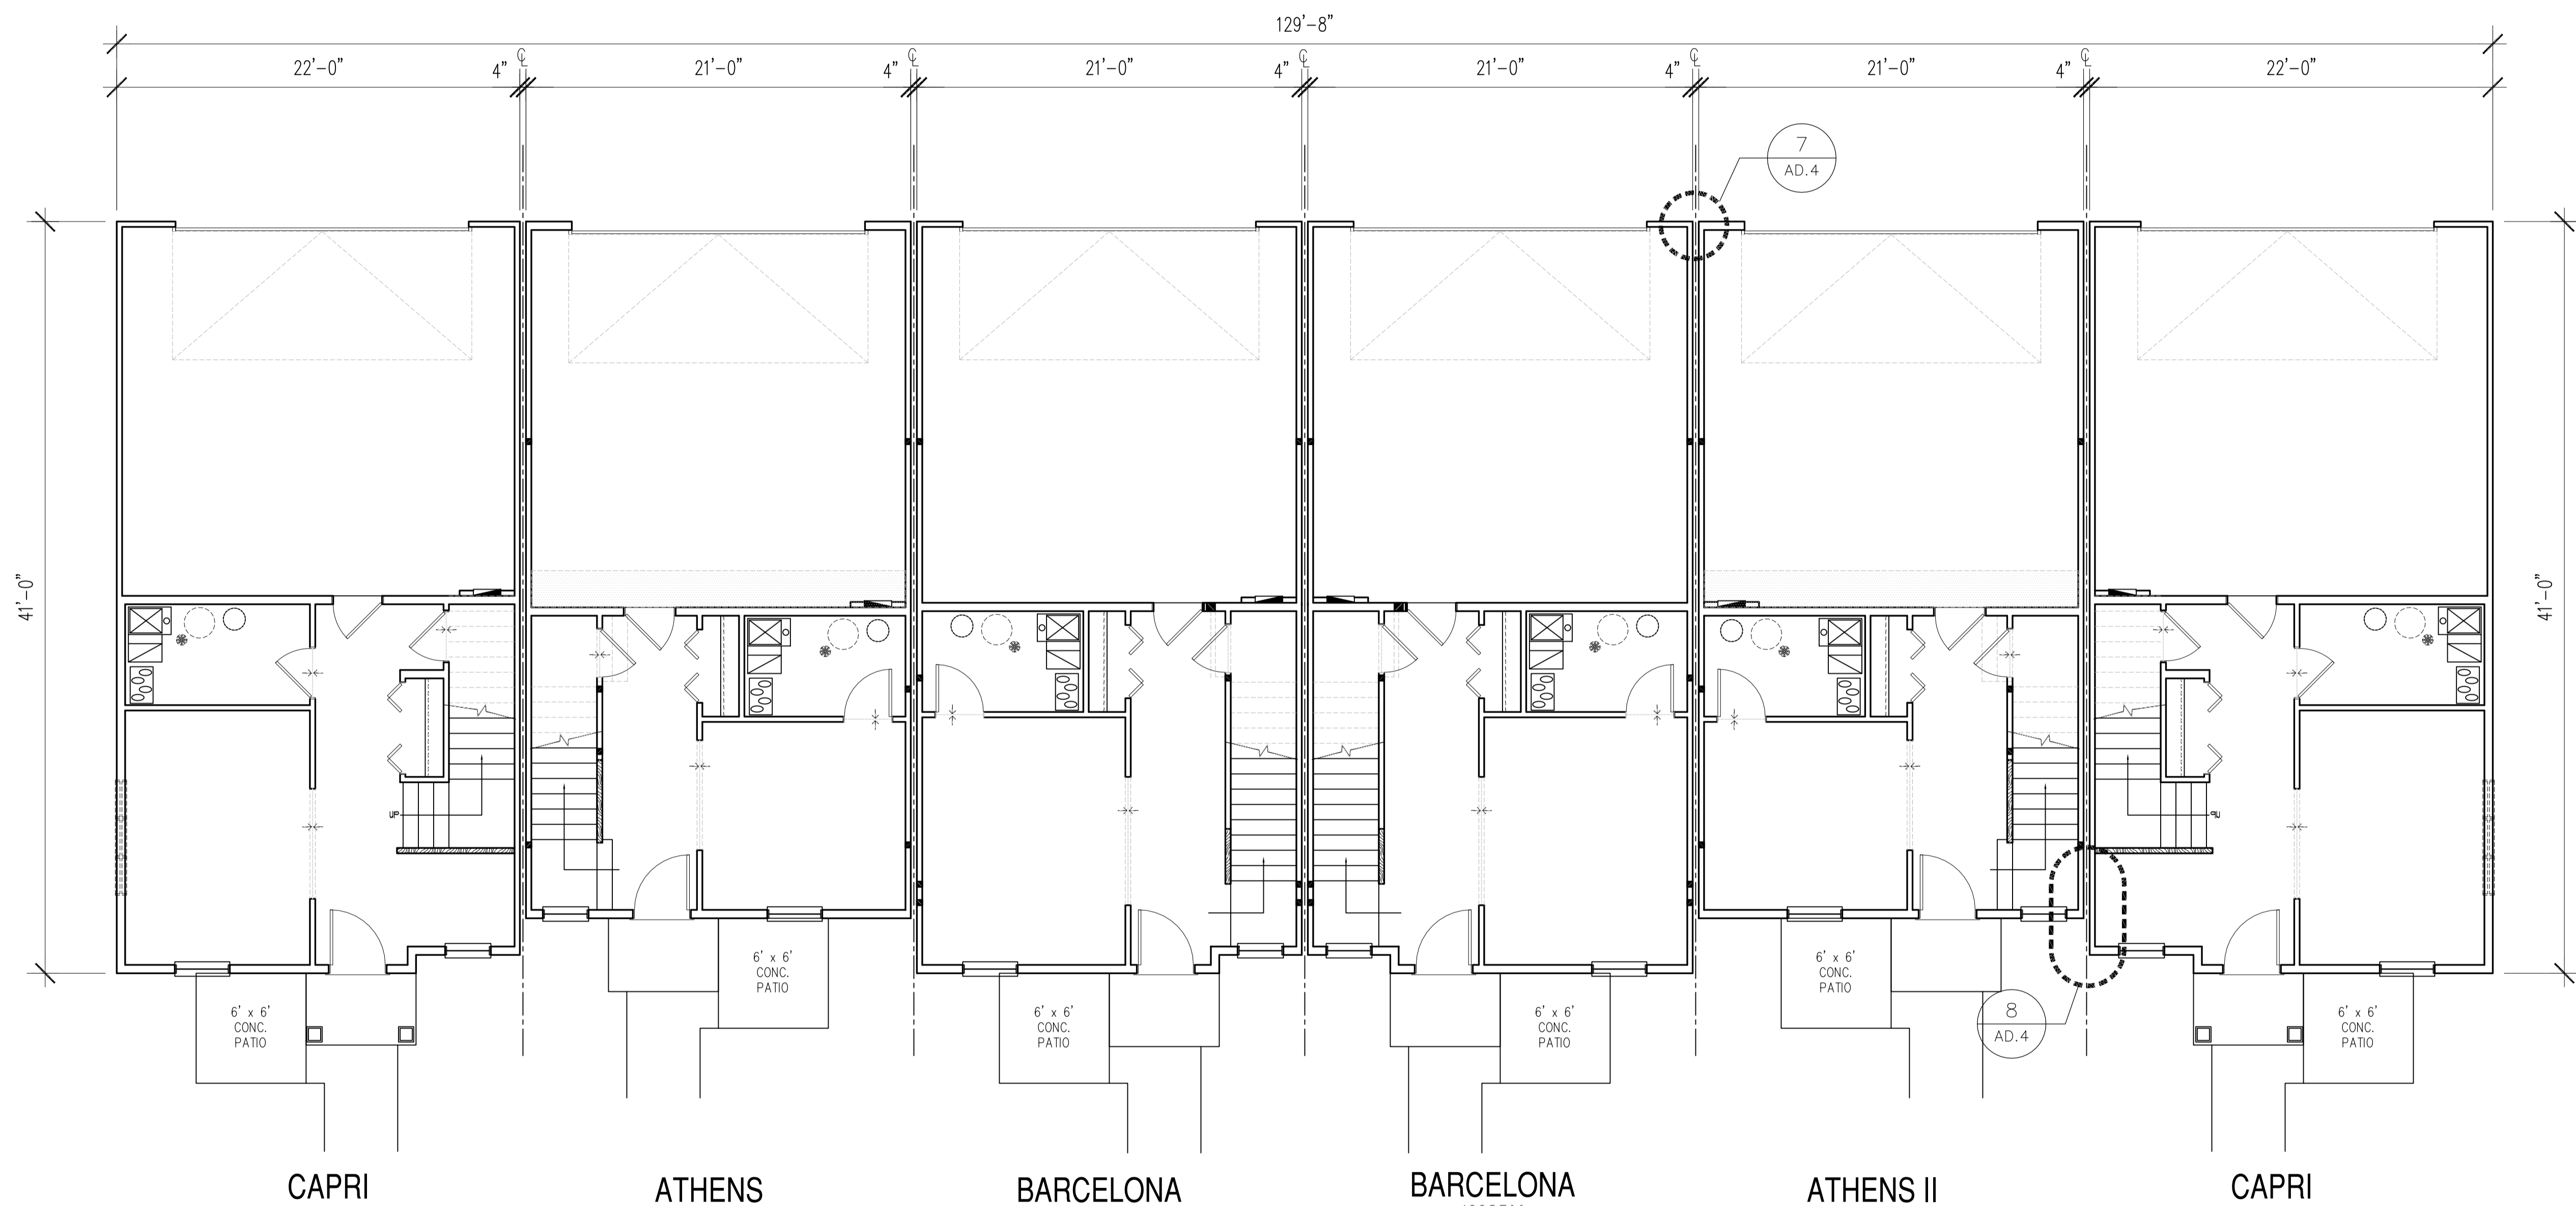 129'-8"
22'-0"
4"
℄
21'-0"
4"
℄
21'-0"
4"
℄
21'-0"
4"
℄
21'-0"
4"
℄
22'-0"
7
AD.4
41'-0"
41'-0"
UP
UP
6' x 6'
CONC.
PATIO
6' x 6'
CONC.
PATIO
6' x 6'
CONC.
PATIO
6' x 6'
CONC.
PATIO
6' x 6'
CONC.
PATIO
8
AD.4
6' x 6'
CONC.
PATIO
CAPRI
ATHENS
BARCELONA
BARCELONA
ATHENS II
CAPRI